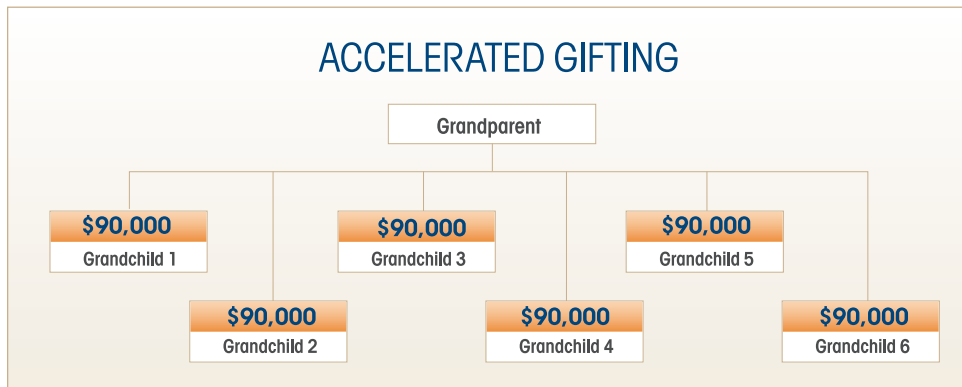 ACCELERATED GIFTING
Grandparent
$90,000
Grandchild 1
$90,000
Grandchild 2
$90,000
Grandchild 3
$90,000
Grandchild 4
$90,000
Grandchild 5
$90,000
Grandchild 6